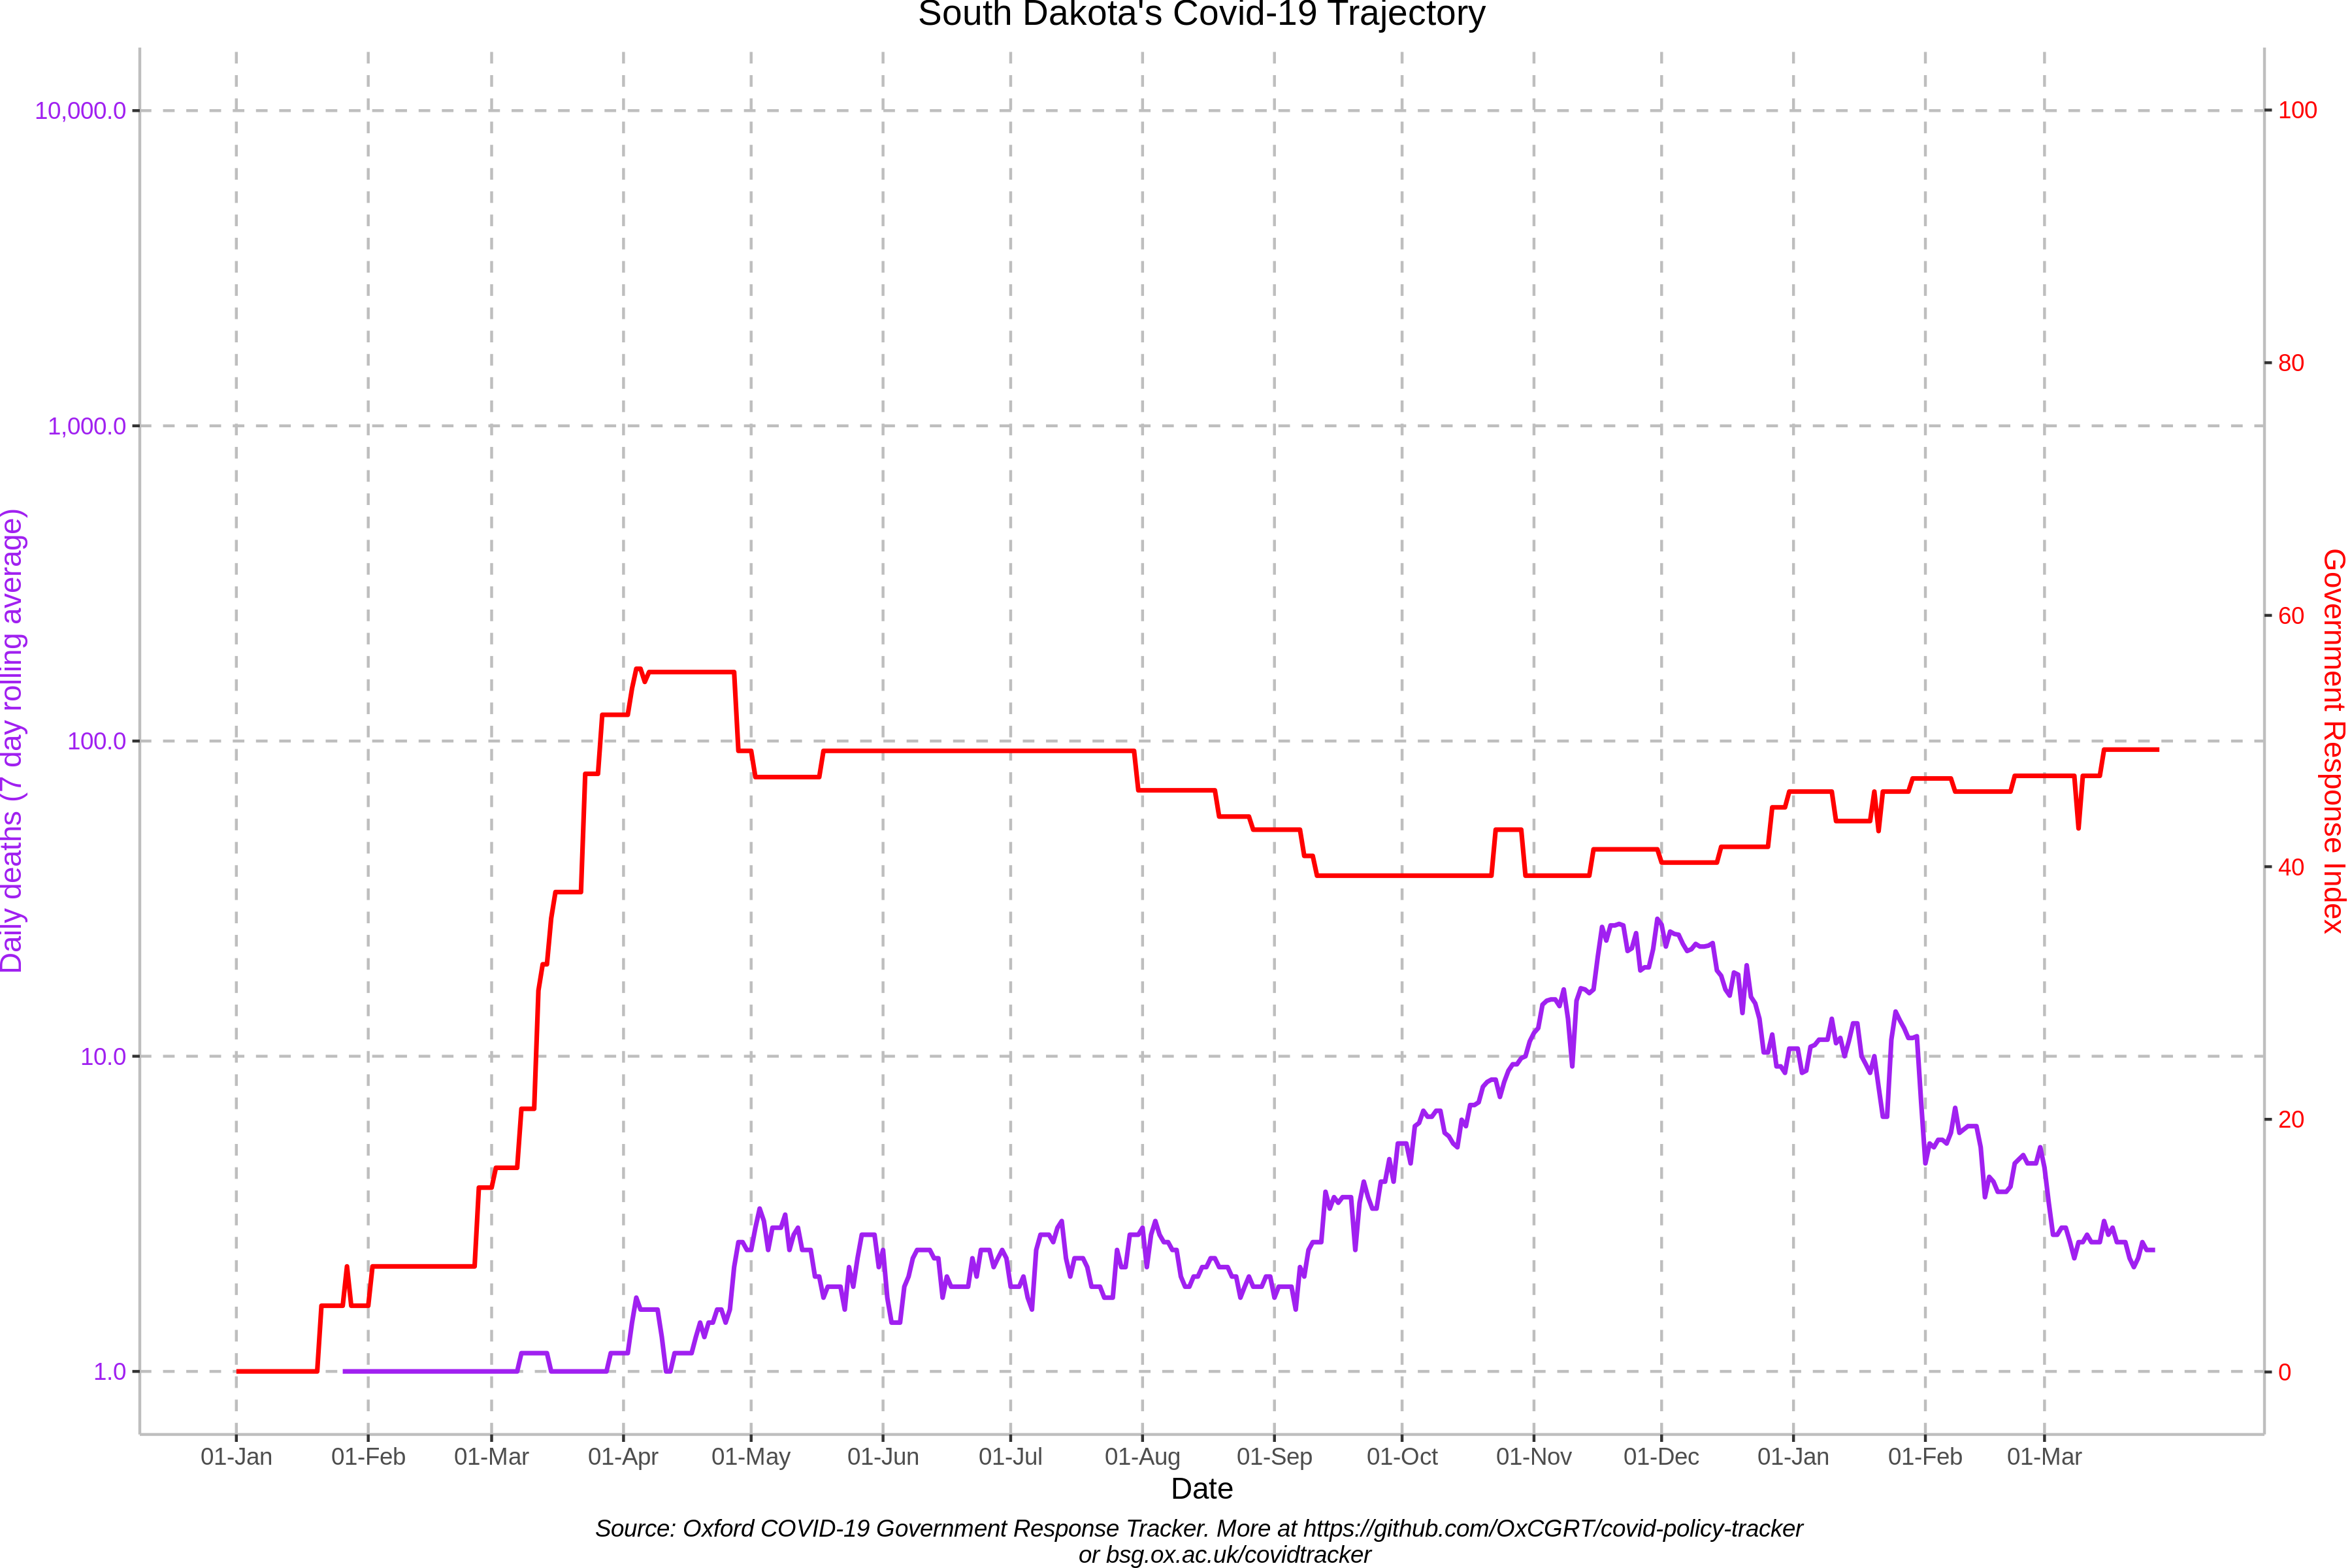 South Dakota's Covid-19 Trajectory
10,000.0
1,000.0
100.0
10.0
1.0
Daily deaths (7 day rolling average)
100
80
60
40
20
0
Government Response Index
01-Jan 01-Feb 01-Mar 01-Apr 01-May 01-Jun 01-Jul 01-Aug 01-Sep 01-Oct 01-Nov 01-Dec 01-Jan 01-Feb 01-Mar
Date
Source: Oxford COVID-19 Government Response Tracker. More at https://github.com/OxCGRT/covid-policy-tracker
or bsg.ox.ac.uk/covidtracker